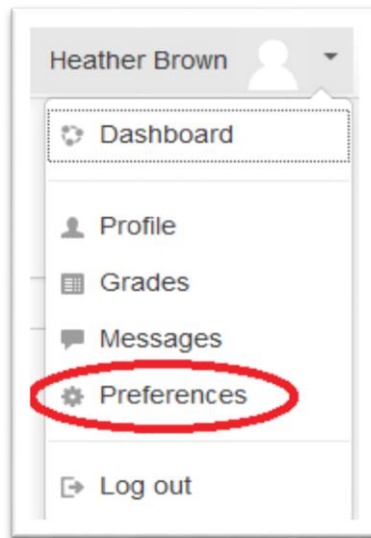 Heather Brown
Dashboard
Profile
Grades
Messages
Preferences
Log out